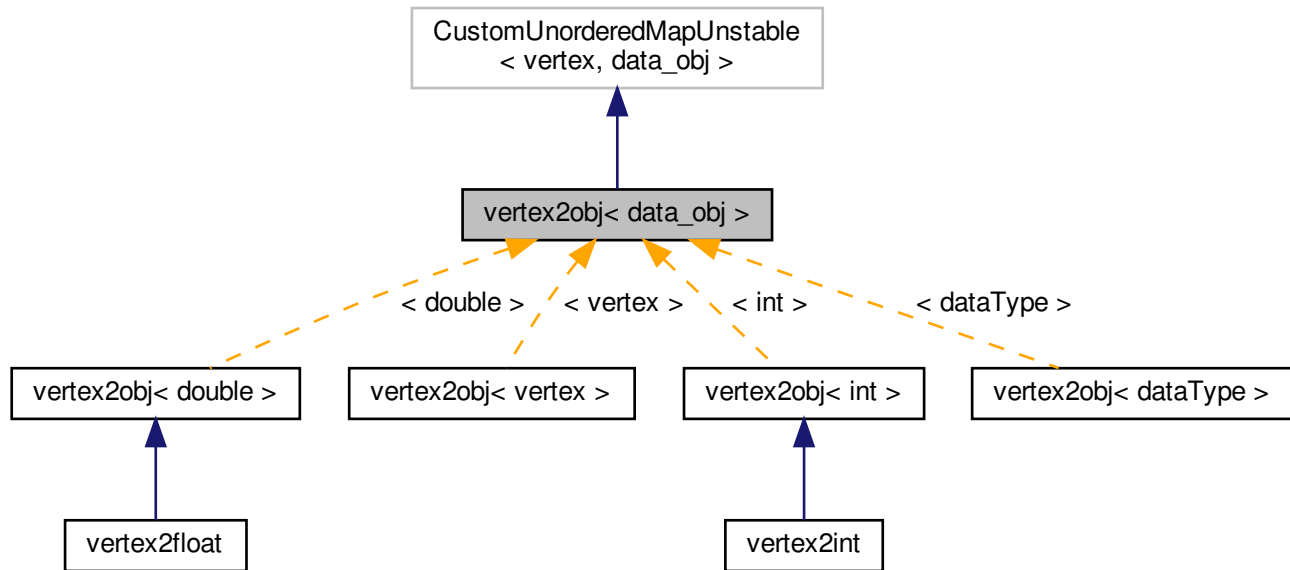 CustomUnorderedMapUnstable
< vertex, data_obj >
vertex2obj< data_obj >
< double >
< vertex >
< int >
< dataType >
vertex2obj< double >
vertex2obj< vertex >
vertex2obj< int >
vertex2obj< dataType >
vertex2float
vertex2int